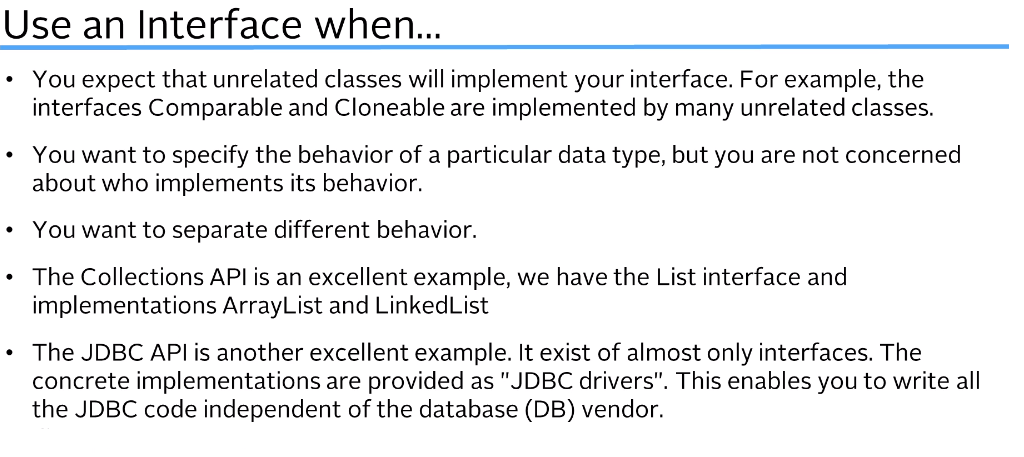 Use an Interface when...
• You expect that unrelated classes will implement your interface. For example, the
interfaces Comparable and Cloneable are implemented by many unrelated classes.
• You want to specify the behavior of a particular data type, but you are not concerned
about who implements its behavior.
• You want to separate different behavior.
• The Collections API is an excellent example, we have the List interface and
implementations ArrayList and LinkedList
• The JDBC API is another excellent example. It exist of almost only interfaces. The
concrete implementations are provided as "JDBC drivers". This enables you to write all
the JDBC code independent of the database (DB) vendor.